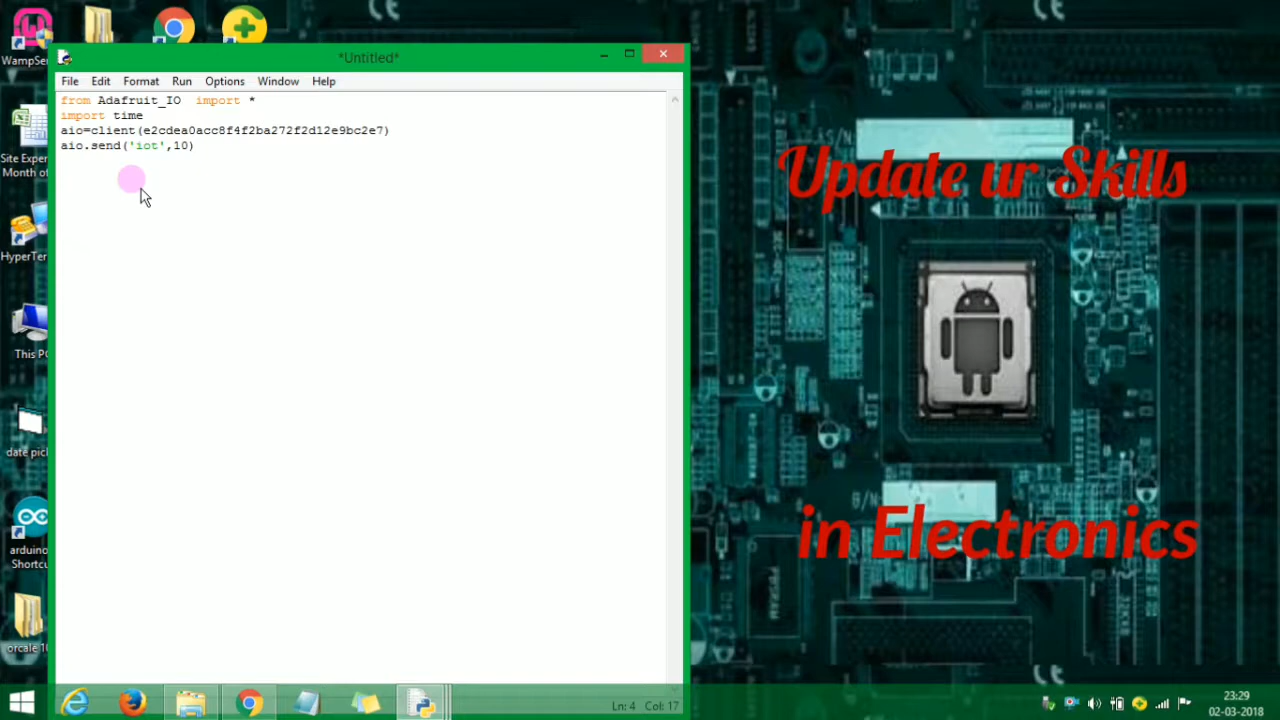 WampSer
*Untitled*
File Edit Format Run Options Window Help
from Adafruit_IO import *
import time
aio=client(e2cdea0acc8f4f2ba272f2d12e9bc2e7)
aio.send('iot',10)
Site Exper
Month of
HyperTer
This PC
date pick
arduino
Shortcu
orcale 10
Update ur Skills
in Electronics
Ln: 4 Col: 17
23:29
02-03-2018